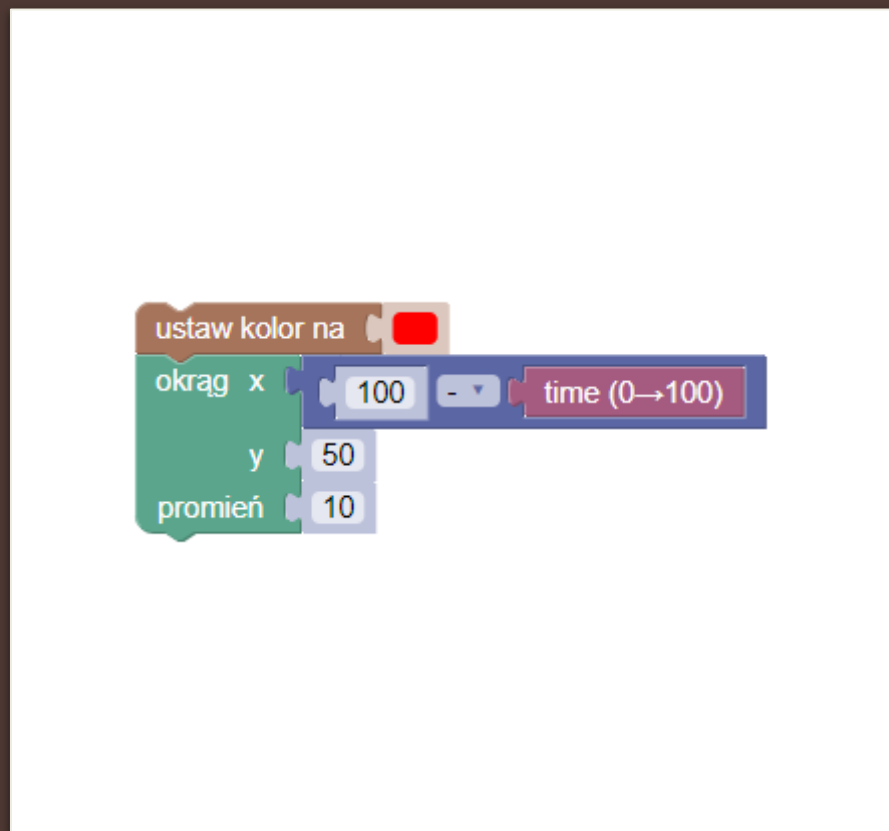 ustaw kolor na
okrąg x 100 - time (0→100)
y 50
promień 10